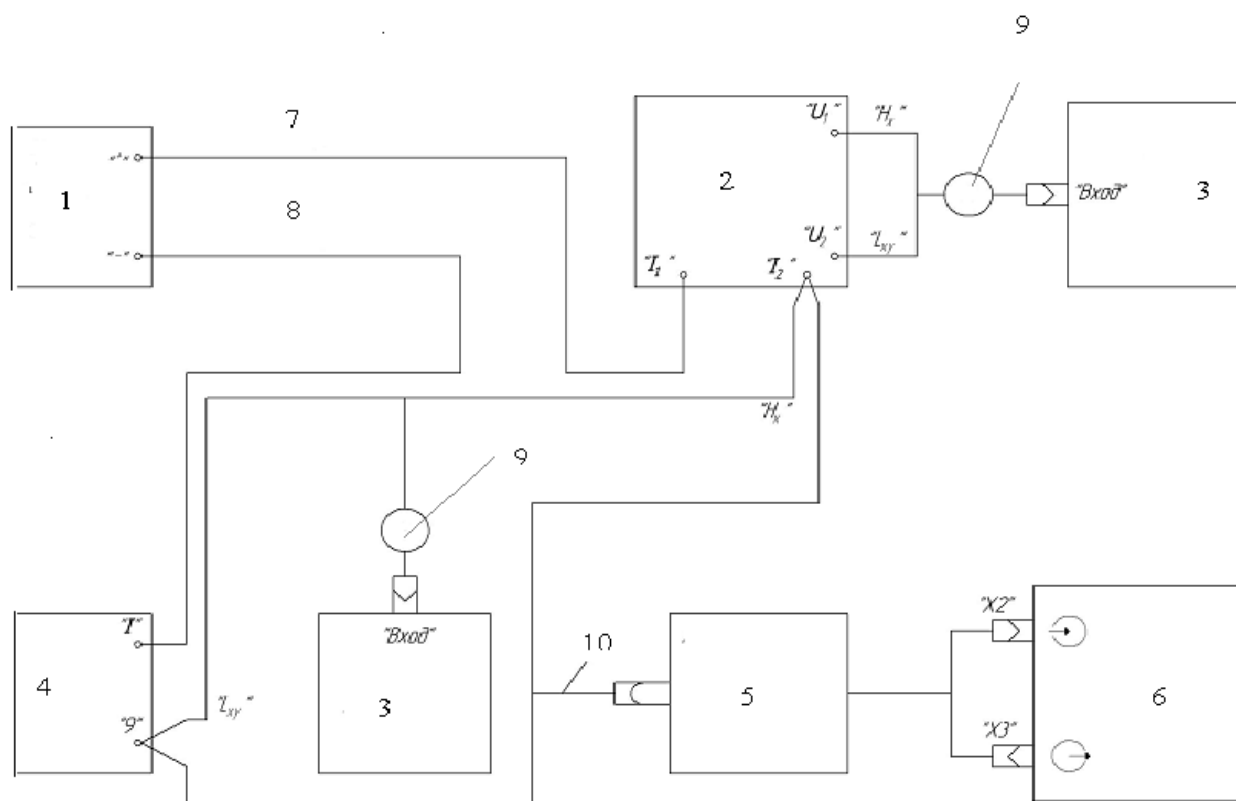 9
7
"U₁"
"Hₓ"
"+"
1
8
2
"Вход"
3
"U₂"
"Lxy"
"-"
"I₁"
"I₂"
"Hₓ"
9
"I"
"Вход"
10
"X2"
4
3
5
6
"Lxy"
"9"
"X3"